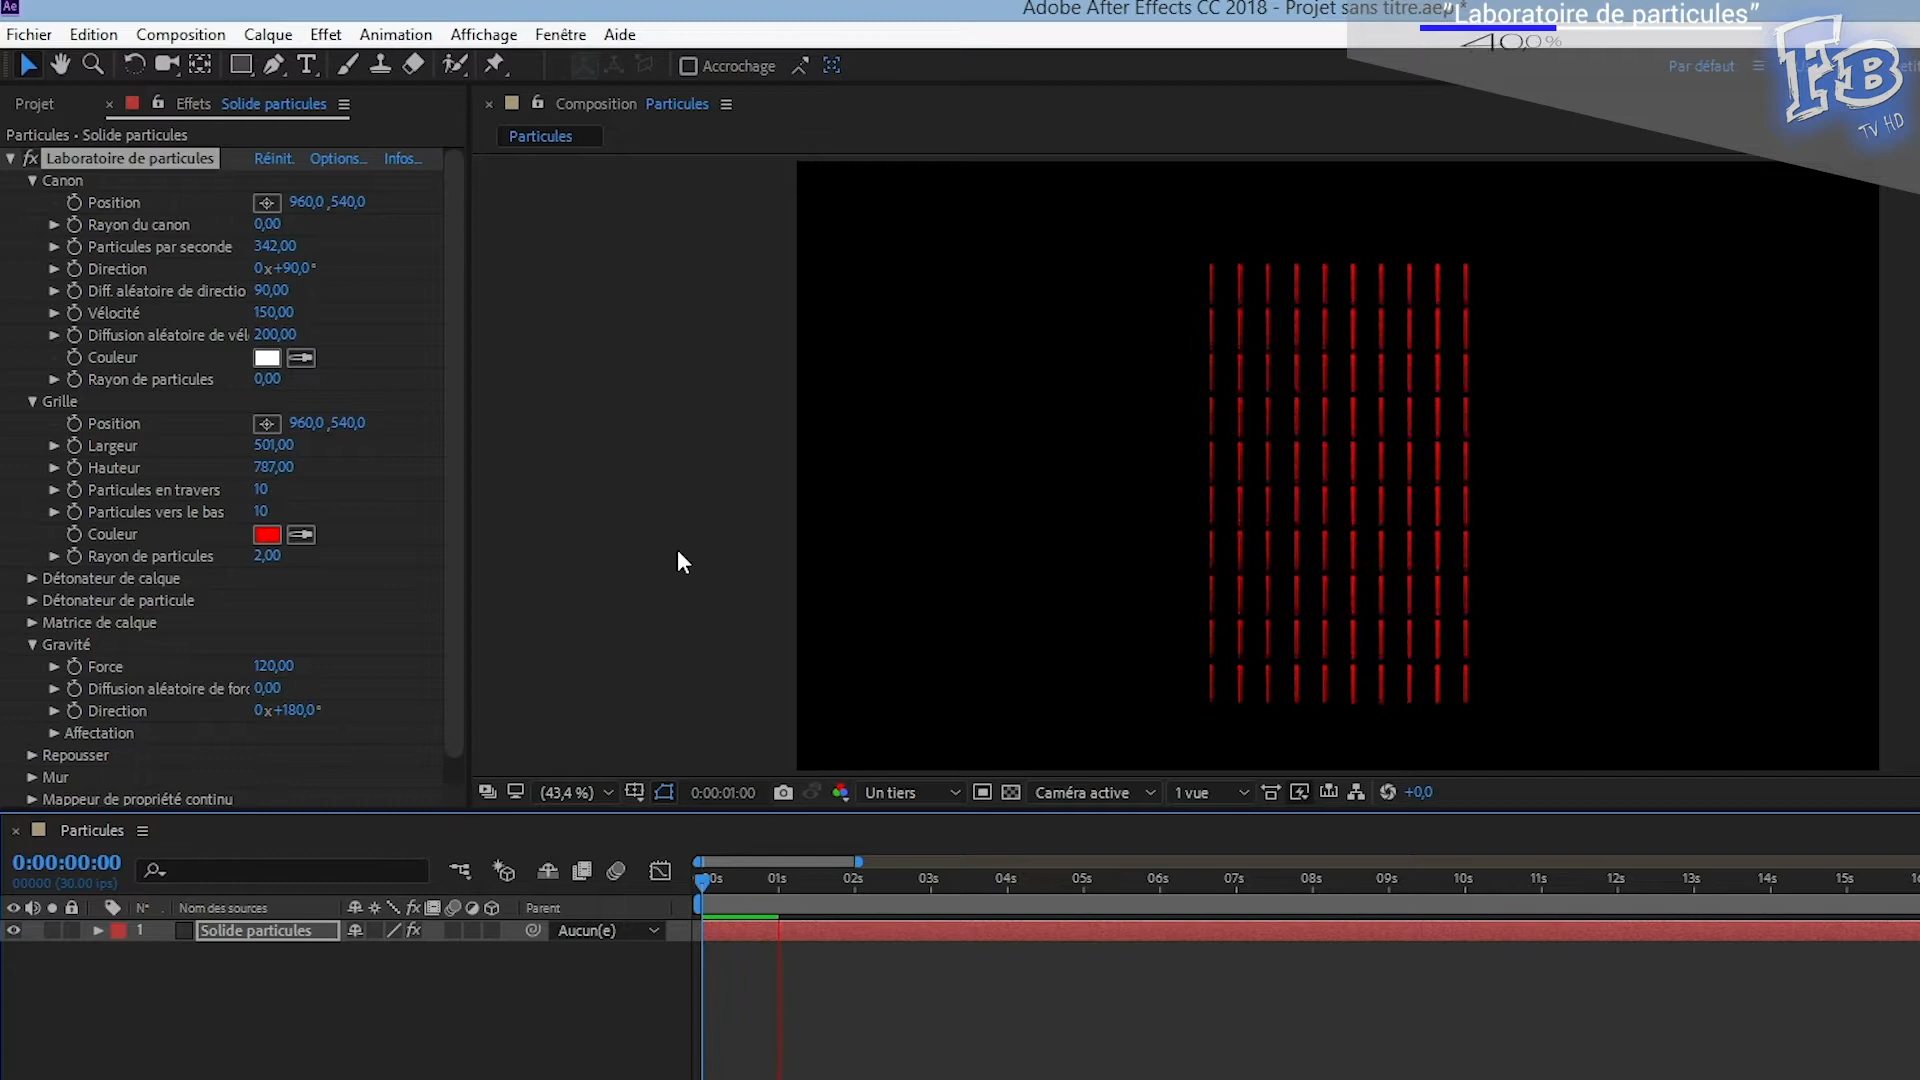 Ae
Adobe After Effects CC 2018 - Projet sans titre.aep *
"Laboratoire de particules"
40,0%
FB
TV HD
Fichier Edition Composition Calque Effet Animation Affichage Fenêtre Aide
Accrochage
Par défaut
Projet × Effets Solide particules
× Composition Particules
Particules • Solide particules
Particules
fx Laboratoire de particules Réinit. Options... Infos...
Canon
Position 960,0 ,540,0
Rayon du canon 0,00
Particules par seconde 342,00
Direction 0x+90,0°
Diff. aléatoire de directio 90,00
Vélocité 150,00
Diffusion aléatoire de vél 200,00
Couleur
Rayon de particules 0,00
Grille
Position 960,0 ,540,0
Largeur 501,00
Hauteur 787,00
Particules en travers 10
Particules vers le bas 10
Couleur
Rayon de particules 2,00
Détonateur de calque
Détonateur de particule
Matrice de calque
Gravité
Force 120,00
Diffusion aléatoire de forc 0,00
Direction 0x+180,0°
Affectation
Repousser
Mur
Mappeur de propriété continu
(43,4 %) 0:00:01:00 Un tiers Caméra active 1 vue +0,0
× Particules
0:00:00:00
00000 (30.00 ips)
00s 01s 02s 03s 04s 05s 06s 07s 08s 09s 10s 11s 12s 13s 14s 15s
N° Nom des sources fx Parent
1 Solide particules fx Aucun(e)